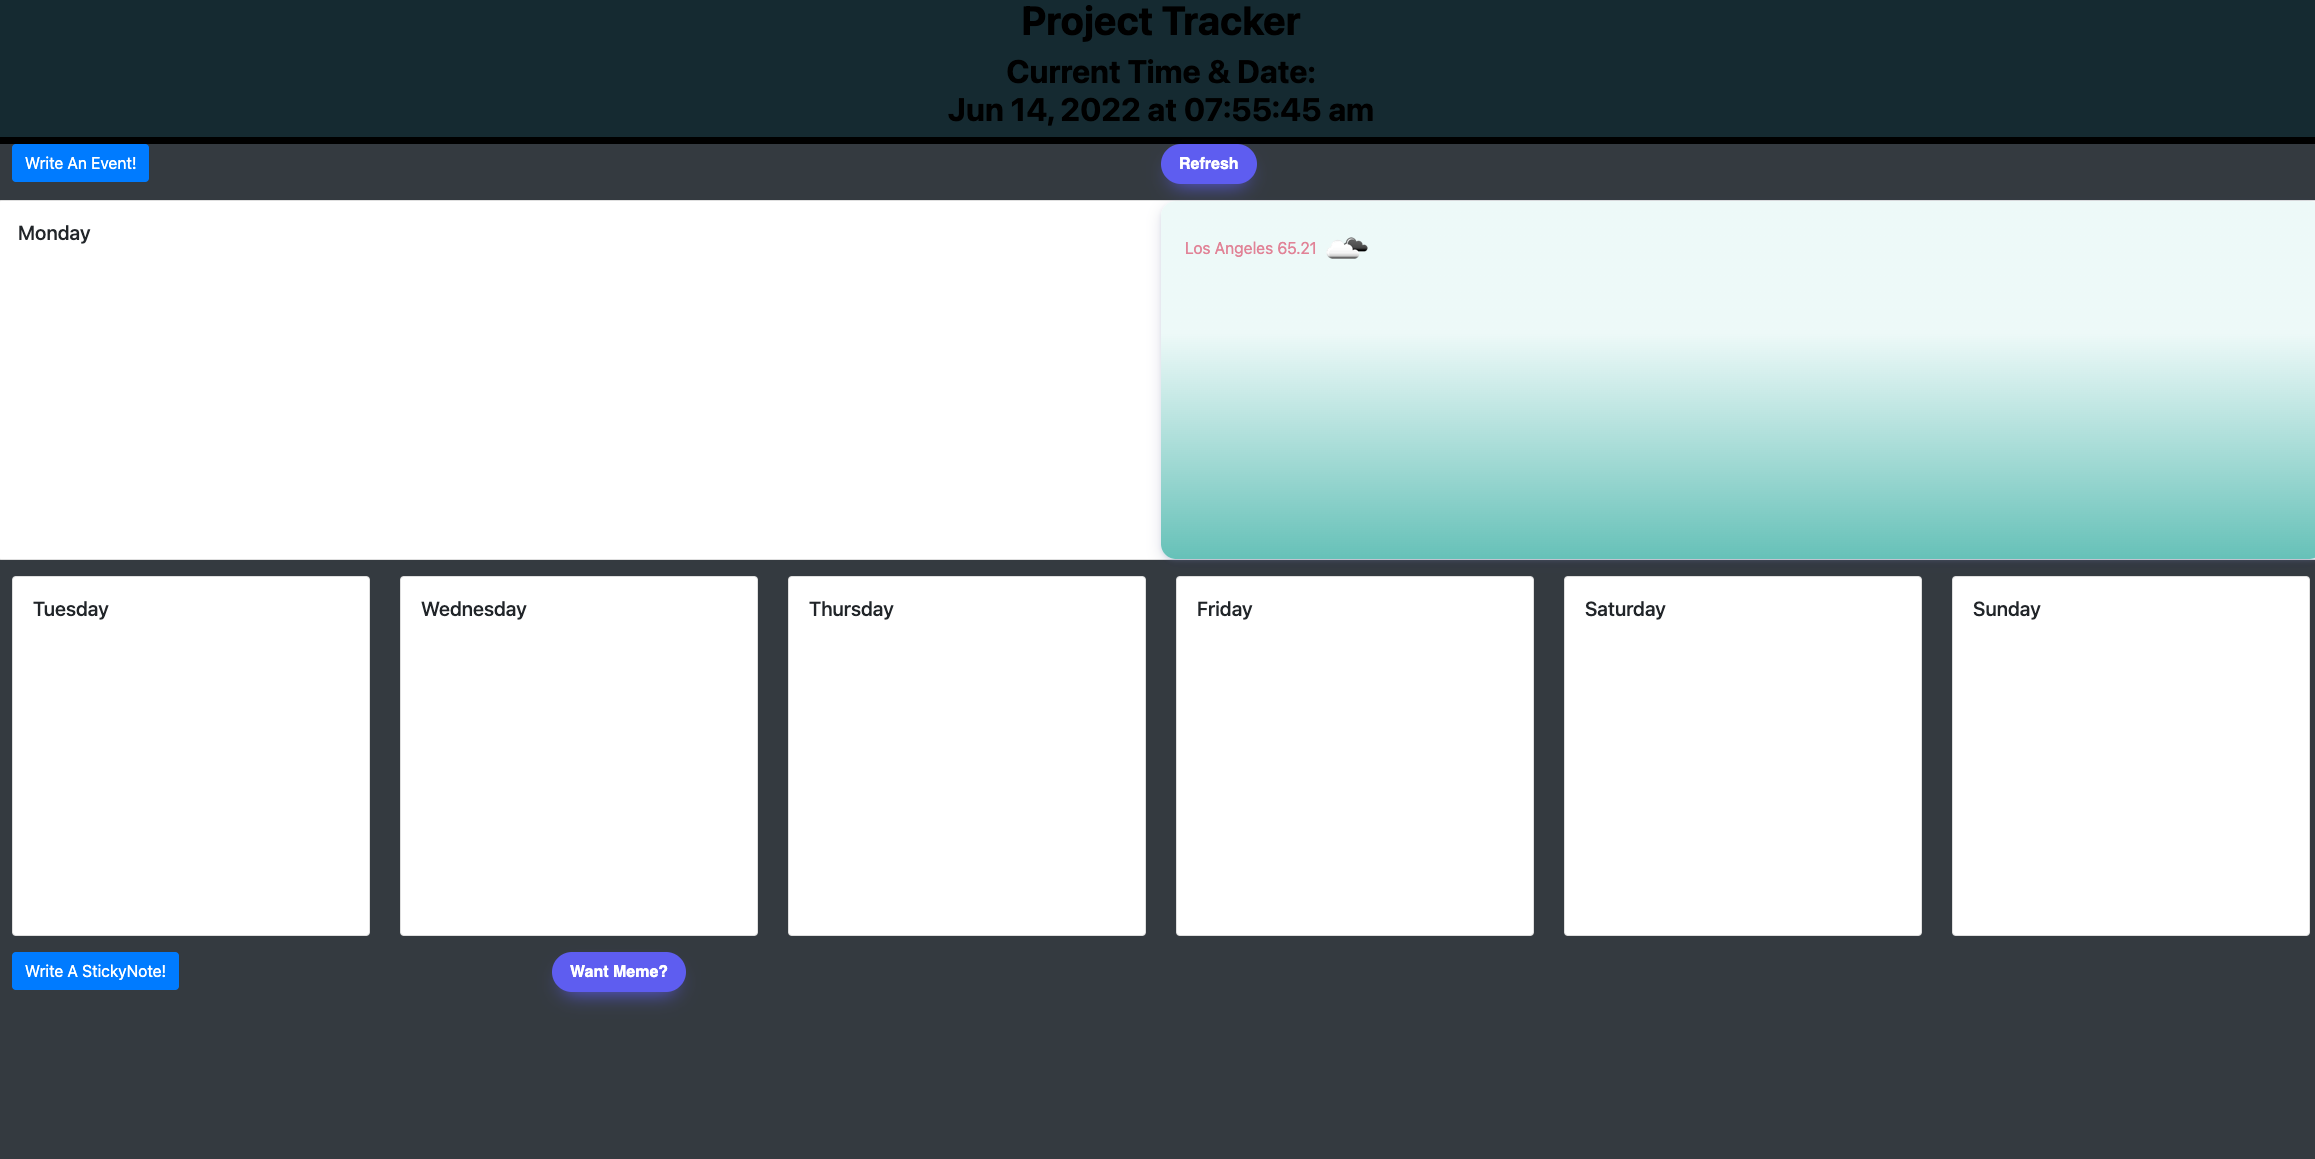 Project Tracker
Current Time & Date:
Jun 14, 2022 at 07:55:45 am
Write An Event!
Refresh
Monday
Los Angeles 65.21
Tuesday
Wednesday
Thursday
Friday
Saturday
Sunday
Write A StickyNote!
Want Meme?